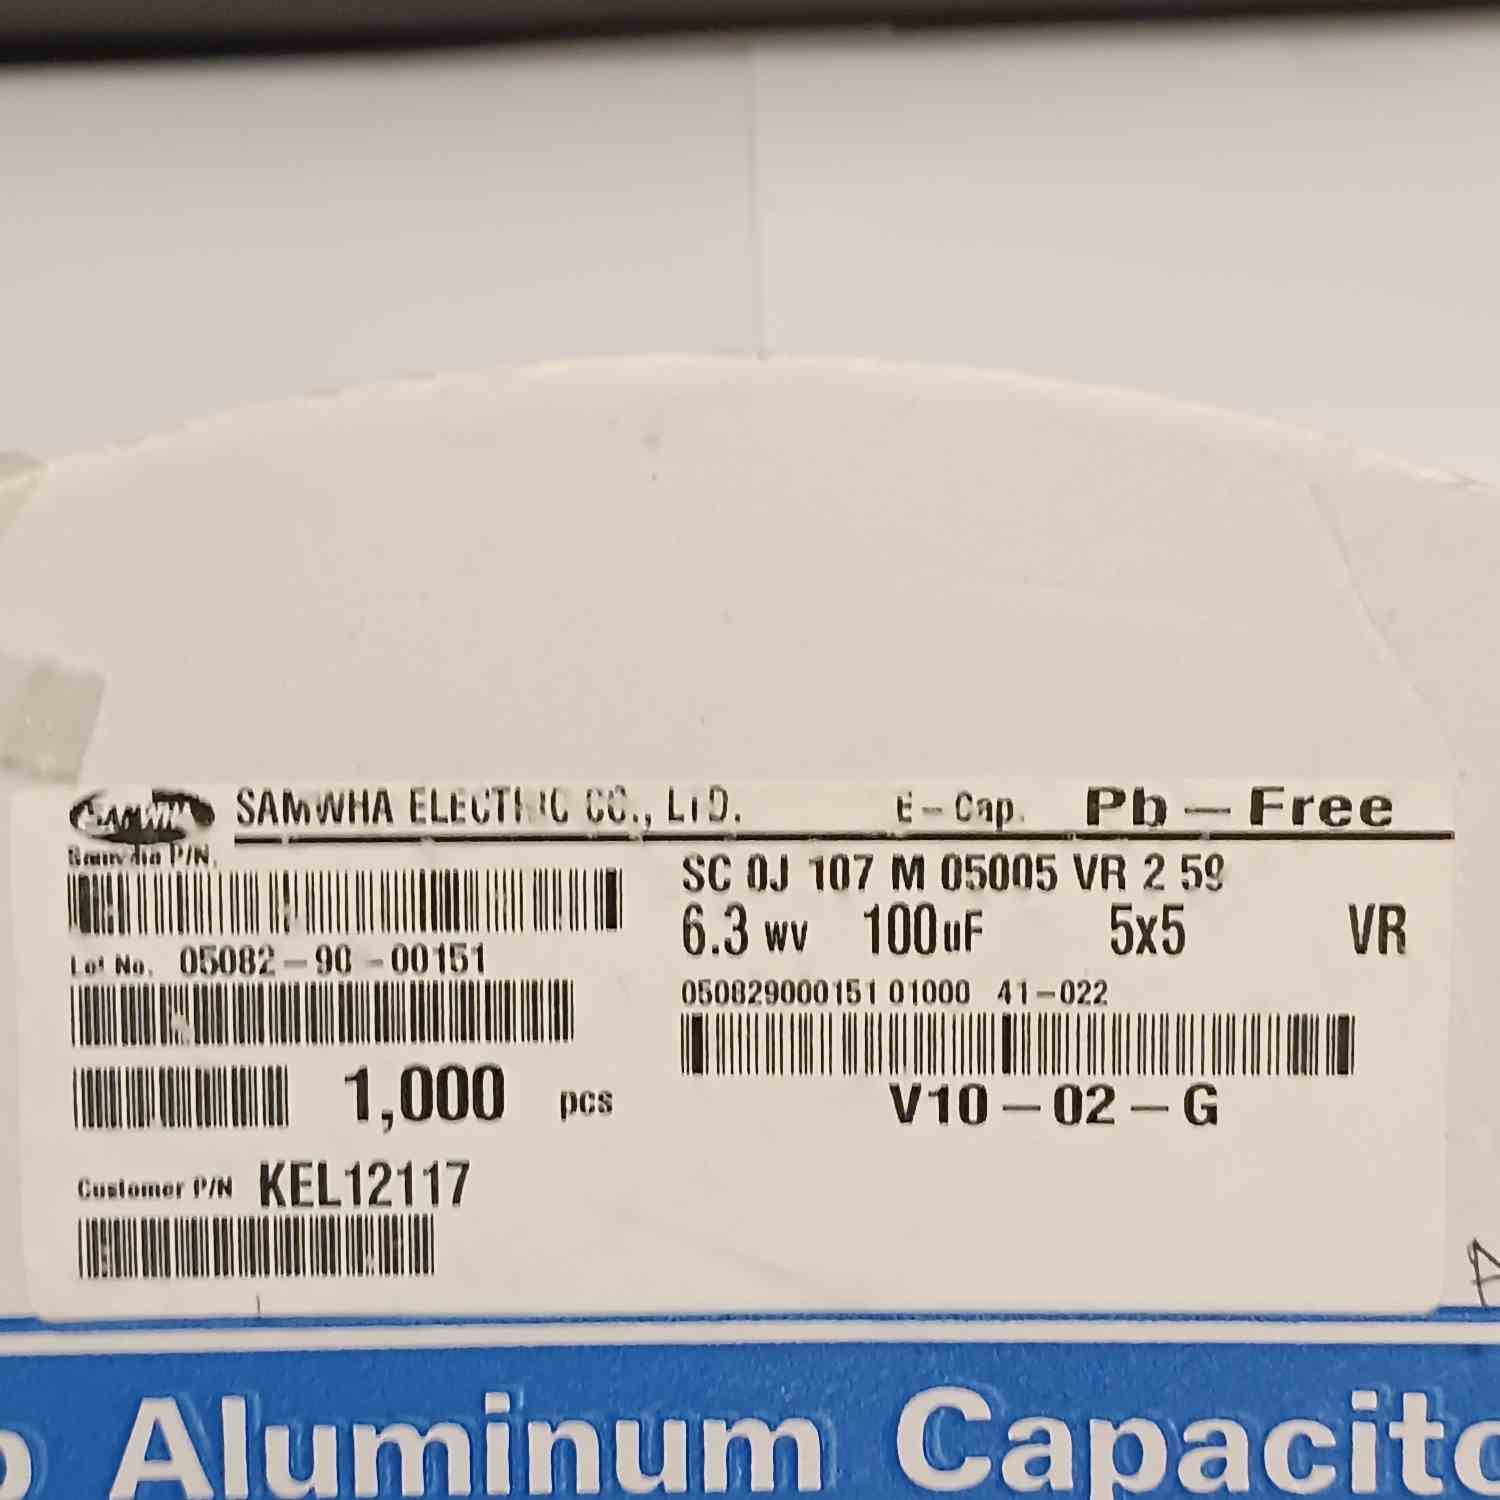 SAMWHA SAMWHA ELECTRIC CO., LTD. E-Cap. Pb-Free
Samwha P/N.
SC 0J 107 M 05005 VR 2 59
6.3 WV 100uF 5x5 VR
Lot No. 05082-90-00151
050829000151 01000 41-022
1,000 pcs
V10-02-G
Customer P/N KEL12117
Aluminum